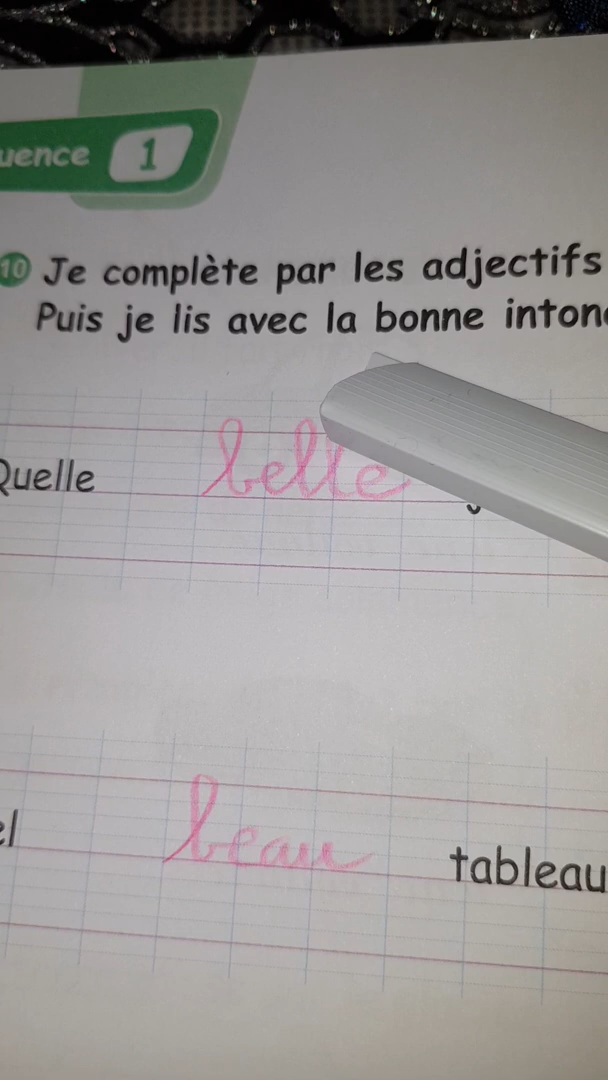 uence 1
10 Je complète par les adjectifs
Puis je lis avec la bonne inton
Quelle belle
el beau tableau